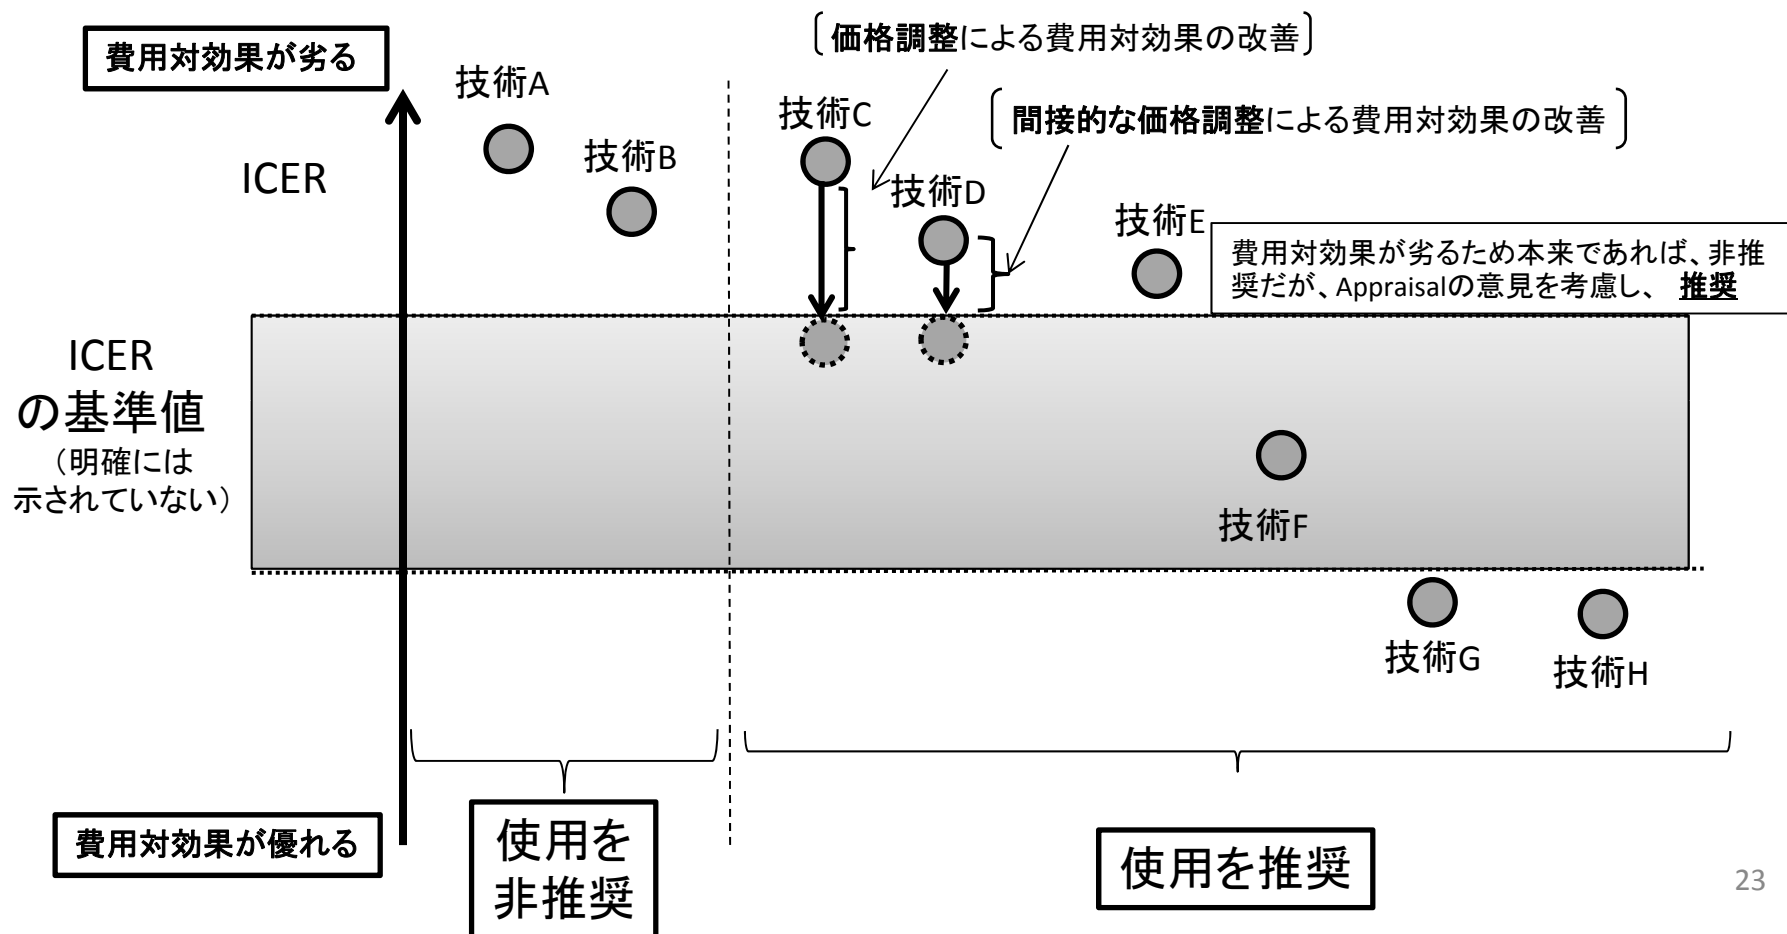 費用対効果が劣る
ICER
技術A
技術B
価格調整による費用対効果の改善
技術C
間接的な価格調整による費用対効果の改善
技術D
技術E
費用対効果が劣るため本来であれば、非推
奨だが、Appraisalの意見を考慮し、 推奨
ICER
の基準値
（明確には
示されていない）
技術F
技術G
技術H
費用対効果が優れる
使用を
非推奨
使用を推奨
23